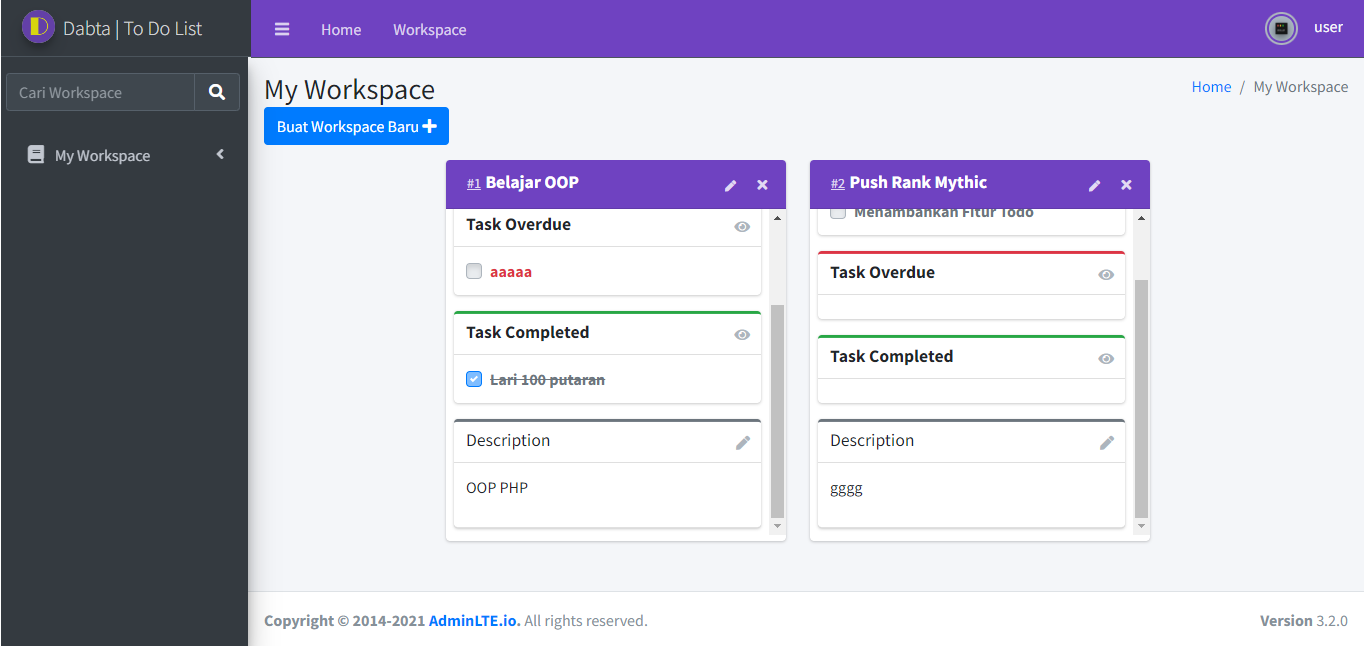 Dabta | To Do List
Home
Workspace
user
Cari Workspace
My Workspace
My Workspace
Home / My Workspace
Buat Workspace Baru
#1 Belajar OOP
Task Overdue
aaaaa
Task Completed
Lari 100 putaran
Description
OOP PHP
#2 Push Rank Mythic
Menambahkan Fitur Todo
Task Overdue
Task Completed
Description
gggg
Copyright © 2014-2021 AdminLTE.io. All rights reserved.
Version 3.2.0